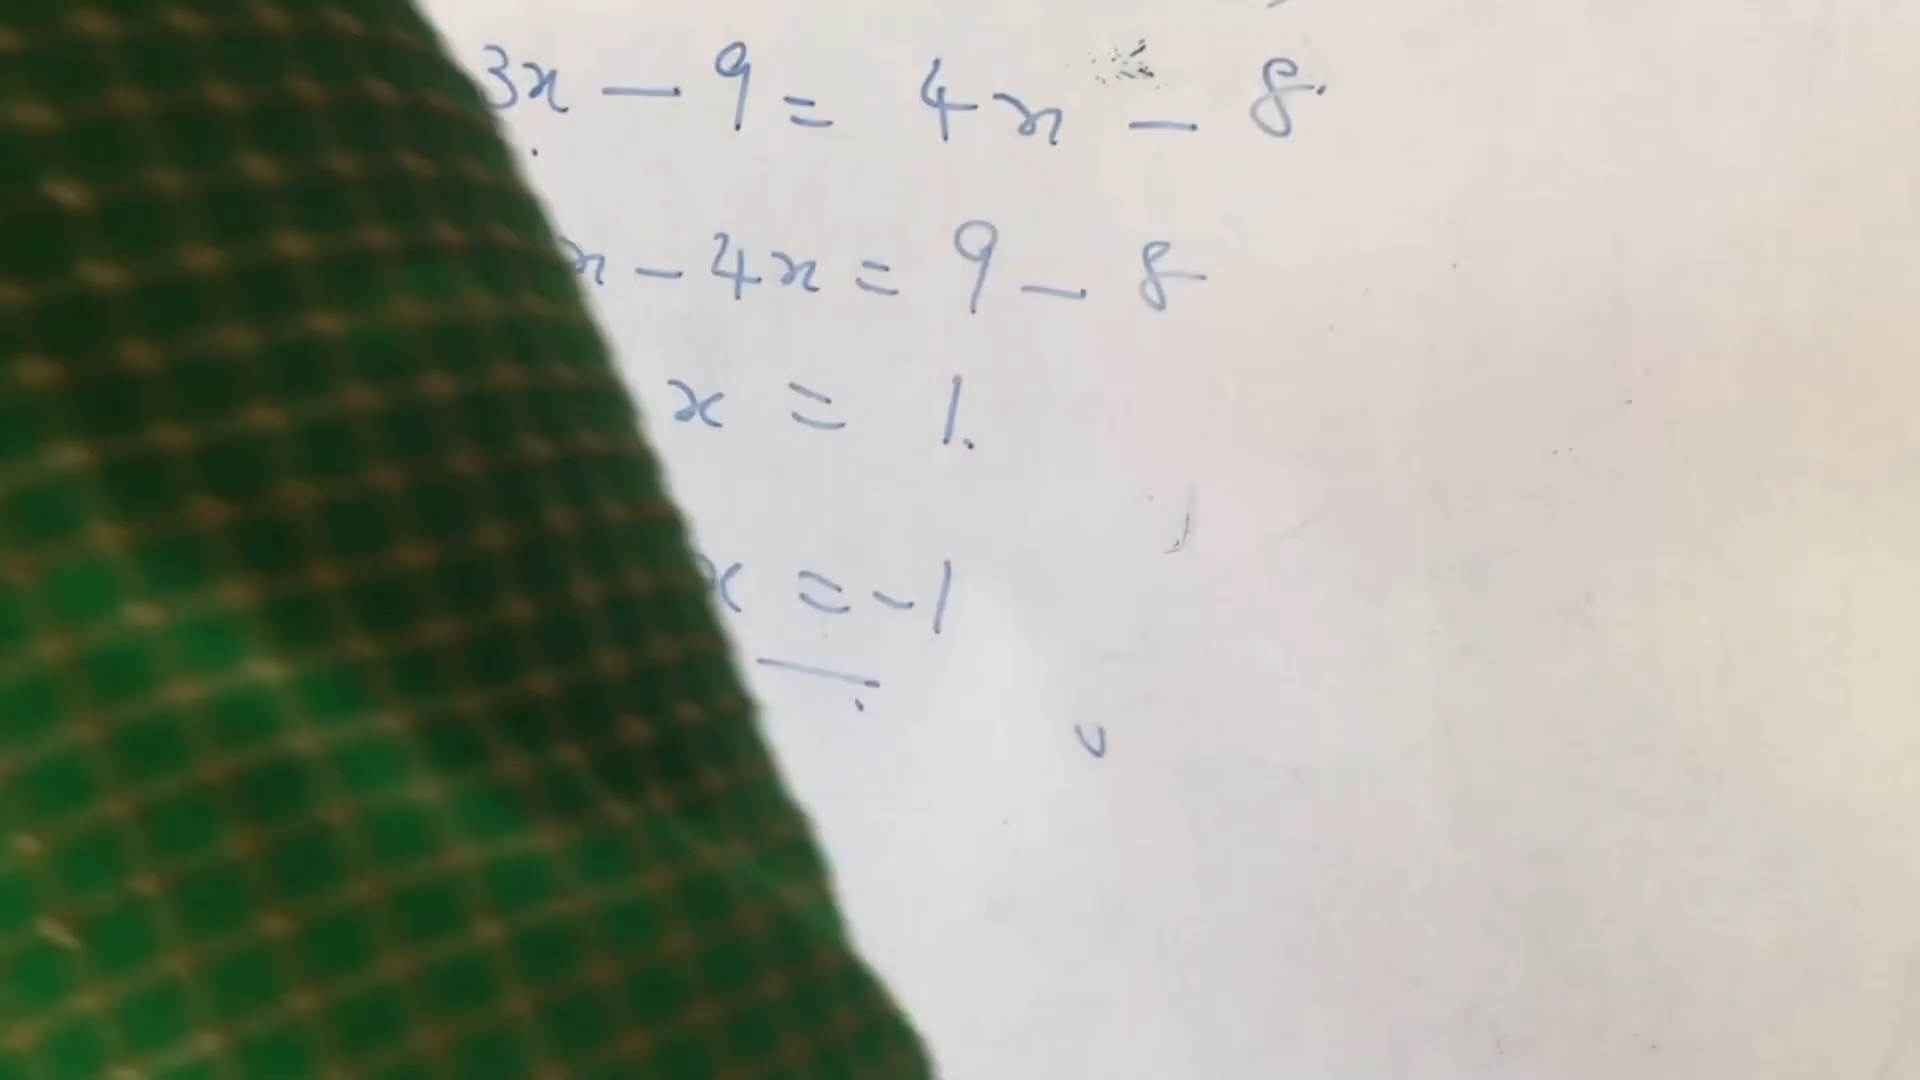 3x - 9 = 4x - 8
x - 4x = 9 - 8
x = 1
x = -1